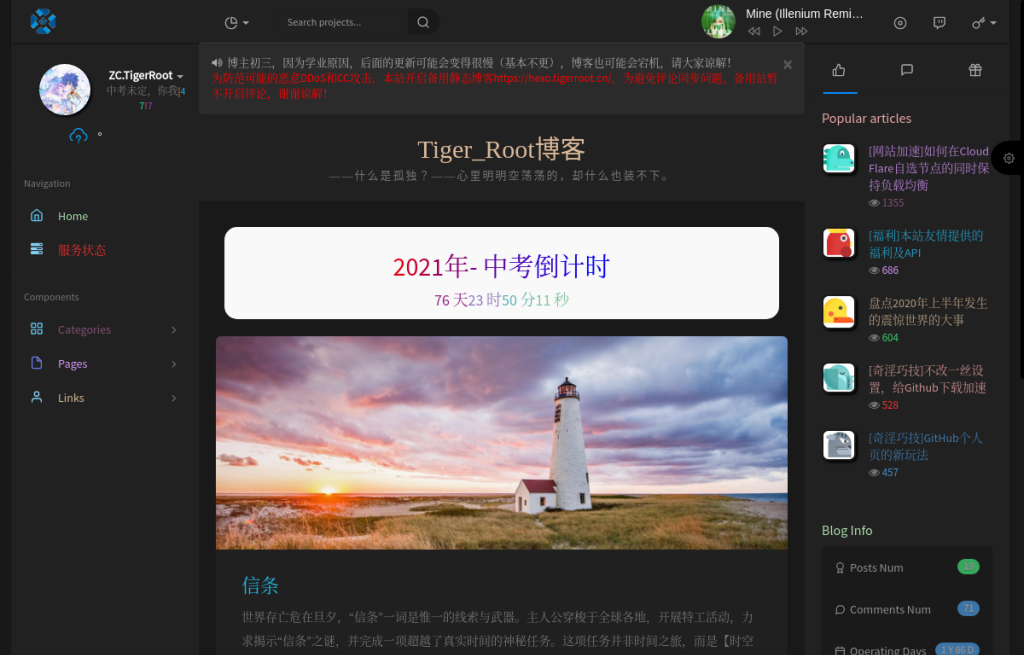 Search projects...
Mine (Illenium Remi…
ZC.TigerRoot
中考未定，你我|4
7!?
Navigation
Home
服务状态
Components
Categories
Pages
Links
博主初三，因为学业原因，后面的更新可能会变得很慢（基本不更），博客也可能会宕机，请大家谅解！
为防范可能的恶意DDoS和CC攻击，本站开启备用静态博客https://hexo.tigerroot.cn/，为避免评论同步问题，备用站暂
不开启评论，谢谢谅解！
Tiger_Root博客
——什么是孤独？——心里明明空荡荡的，却什么也装不下。
2021年- 中考倒计时
76 天23 时50 分11 秒
信条
世界存亡危在旦夕，“信条”一词是惟一的线索与武器。主人公穿梭于全球各地，开展特工活动，力
求揭示“信条”之谜，并完成一项超越了真实时间的神秘任务。这项任务并非时间之旅，而是【时空
Popular articles
[网站加速]如何在Cloud
Flare自选节点的同时保
持负载均衡
1355
[福利]本站友情提供的
福利及API
686
盘点2020年上半年发生
的震惊世界的大事
604
[奇淫巧技]不改一丝设
置，给Github下载加速
528
[奇淫巧技]GitHub个人
页的新玩法
457
Blog Info
Posts Num
Comments Num 71
Operating Days 1Y86D